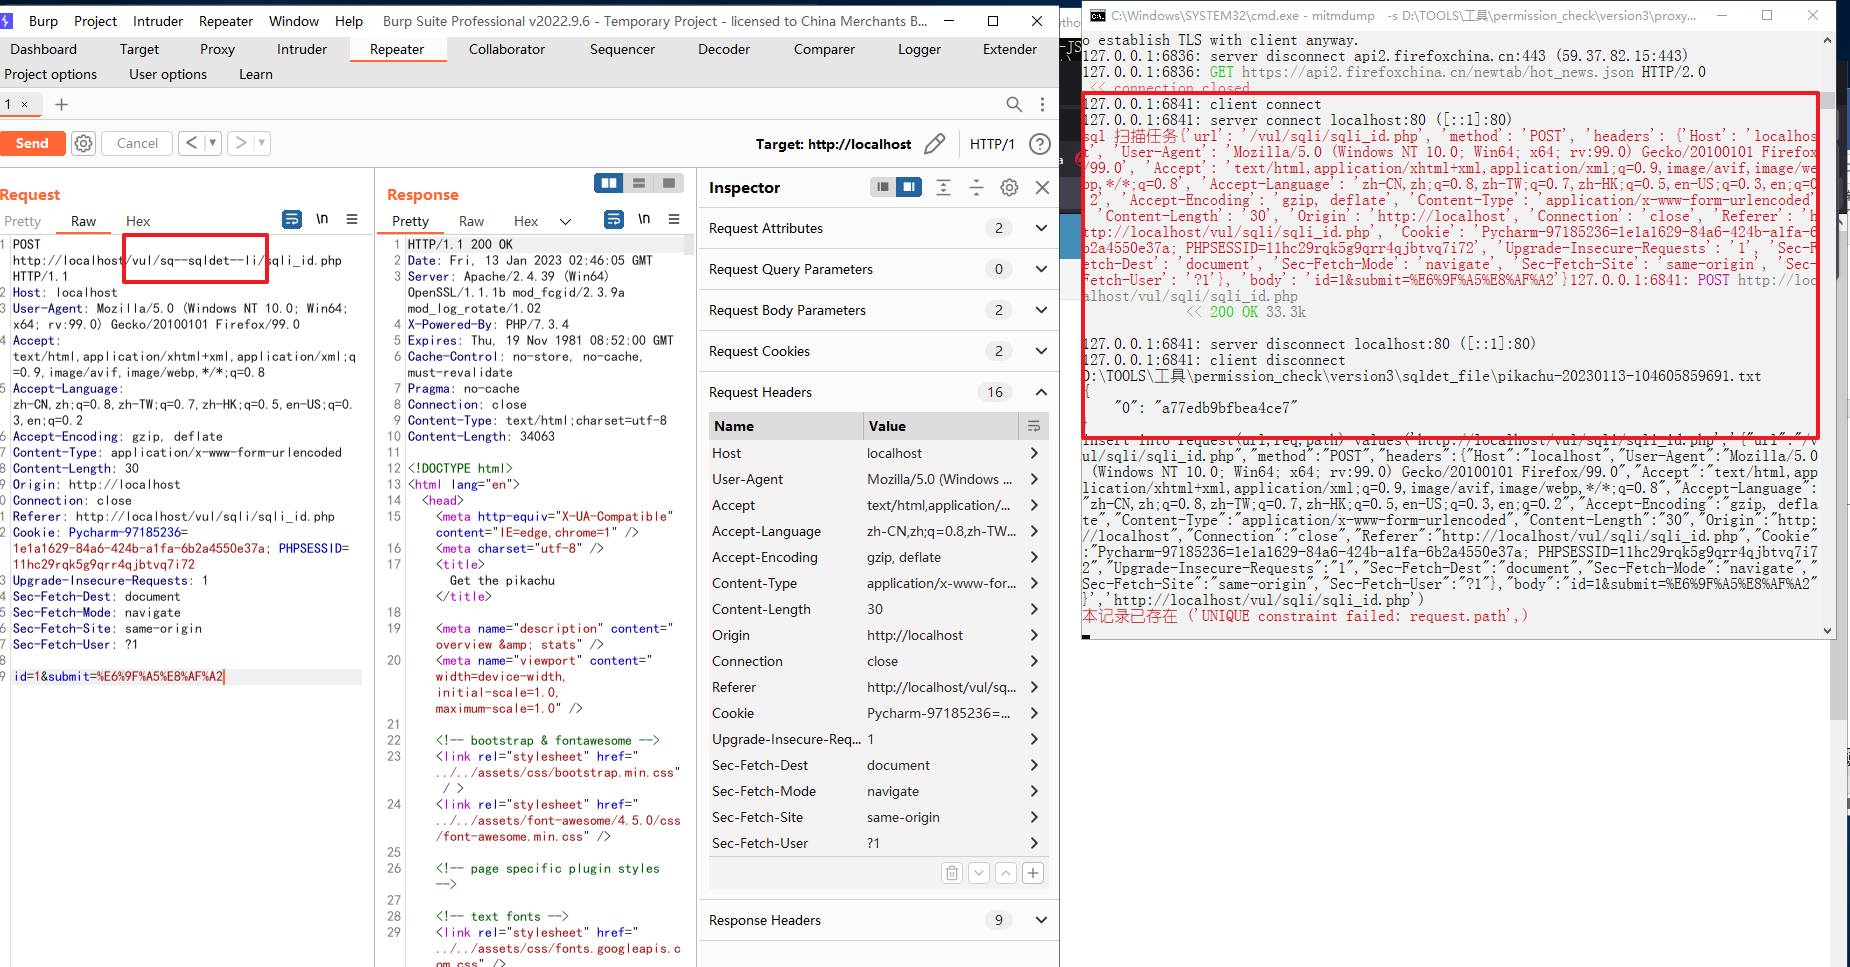 Burp Project Intruder Repeater Window Help Burp Suite Professional v2022.9.6 - Temporary Project - licensed to China Merchants B...
Dashboard Target Proxy Intruder Repeater Collaborator Sequencer Decoder Comparer Logger Extender
Project options User options Learn
1 × +
Send Cancel < ▾ > ▾ Target: http://localhost HTTP/1 ?
Request
Pretty Raw Hex \n
POST
http://localhost/vul/sq--sqldet--li/sqli_id.php
HTTP/1.1
2 Host: localhost
3 User-Agent: Mozilla/5.0 (Windows NT 10.0; Win64;
x64; rv:99.0) Gecko/20100101 Firefox/99.0
4 Accept:
text/html,application/xhtml+xml,application/xml;q
=0.9,image/avif,image/webp,*/*;q=0.8
5 Accept-Language:
zh-CN,zh;q=0.8,zh-TW;q=0.7,zh-HK;q=0.5,en-US;q=0.
3,en;q=0.2
6 Accept-Encoding: gzip, deflate
7 Content-Type: application/x-www-form-urlencoded
8 Content-Length: 30
9 Origin: http://localhost
0 Connection: close
1 Referer: http://localhost/vul/sqli/sqli_id.php
2 Cookie: Pycharm-97185236=
1e1a1629-84a6-424b-a1fa-6b2a4550e37a; PHPSESSID=
11hc29rqk5g9qrr4qjbtvq7i72
3 Upgrade-Insecure-Requests: 1
4 Sec-Fetch-Dest: document
5 Sec-Fetch-Mode: navigate
6 Sec-Fetch-Site: same-origin
7 Sec-Fetch-User: ?1
8
9 id=1&submit=%E6%9F%A5%E8%AF%A2
Response
Pretty Raw Hex \n
1 HTTP/1.1 200 OK
2 Date: Fri, 13 Jan 2023 02:46:05 GMT
3 Server: Apache/2.4.39 (Win64)
OpenSSL/1.1.1b mod_fcgid/2.3.9a
mod_log_rotate/1.02
4 X-Powered-By: PHP/7.3.4
5 Expires: Thu, 19 Nov 1981 08:52:00 GMT
6 Cache-Control: no-store, no-cache,
must-revalidate
7 Pragma: no-cache
8 Connection: close
9 Content-Type: text/html;charset=utf-8
10 Content-Length: 34063
11
12 <!DOCTYPE html>
13 <html lang="en">
14 <head>
15 <meta http-equiv="X-UA-Compatible"
content="IE=edge,chrome=1" />
16 <meta charset="utf-8" />
17 <title>
Get the pikachu
</title>
18
19 <meta name="description" content="
overview &amp; stats" />
20 <meta name="viewport" content="
width=device-width,
initial-scale=1.0,
maximum-scale=1.0" />
21
22 <!-- bootstrap & fontawesome -->
23 <link rel="stylesheet" href="
../../assets/css/bootstrap.min.css"
/ >
24 <link rel="stylesheet" href="
../../assets/font-awesome/4.5.0/css
/font-awesome.min.css" />
25
26 <!-- page specific plugin styles
-->
27
28 <!-- text fonts -->
29 <link rel="stylesheet" href="
../../assets/css/fonts.googleapis.c
om.css" />
Inspector
Request Attributes 2
Request Query Parameters 0
Request Body Parameters 2
Request Cookies 2
Request Headers 16
Name Value
Host localhost
User-Agent Mozilla/5.0 (Windows ...
Accept text/html,application/...
Accept-Language zh-CN,zh;q=0.8,zh-TW...
Accept-Encoding gzip, deflate
Content-Type application/x-www-for...
Content-Length 30
Origin http://localhost
Connection close
Referer http://localhost/vul/sq...
Cookie Pycharm-97185236=...
Upgrade-Insecure-Req... 1
Sec-Fetch-Dest document
Sec-Fetch-Mode navigate
Sec-Fetch-Site same-origin
Sec-Fetch-User ?1
Response Headers 9
C:\Windows\SYSTEM32\cmd.exe - mitmdump -s D:\TOOLS\工具\permission_check\version3\proxy...
o establish TLS with client anyway.
127.0.0.1:6836: server disconnect api2.firefoxchina.cn:443 (59.37.82.15:443)
127.0.0.1:6836: GET https://api2.firefoxchina.cn/newtab/hot_news.json HTTP/2.0
<< connection closed
127.0.0.1:6841: client connect
127.0.0.1:6841: server connect localhost:80 ([::1]:80)
sql 扫描任务{'url': '/vul/sqli/sqli_id.php', 'method': 'POST', 'headers': {'Host': 'localhos
t', 'User-Agent': 'Mozilla/5.0 (Windows NT 10.0; Win64; x64; rv:99.0) Gecko/20100101 Firefox
/99.0', 'Accept': 'text/html,application/xhtml+xml,application/xml;q=0.9,image/avif,image/we
bp,*/*;q=0.8', 'Accept-Language': 'zh-CN,zh;q=0.8,zh-TW;q=0.7,zh-HK;q=0.5,en-US;q=0.3,en;q=0
.2', 'Accept-Encoding': 'gzip, deflate', 'Content-Type': 'application/x-www-form-urlencoded'
, 'Content-Length': '30', 'Origin': 'http://localhost', 'Connection': 'close', 'Referer': 'h
ttp://localhost/vul/sqli/sqli_id.php', 'Cookie': 'Pycharm-97185236=1e1a1629-84a6-424b-a1fa-6
b2a4550e37a; PHPSESSID=11hc29rqk5g9qrr4qjbtvq7i72', 'Upgrade-Insecure-Requests': '1', 'Sec-F
etch-Dest': 'document', 'Sec-Fetch-Mode': 'navigate', 'Sec-Fetch-Site': 'same-origin', 'Sec-
Fetch-User': '?1'}, 'body': 'id=1&submit=%E6%9F%A5%E8%AF%A2'}127.0.0.1:6841: POST http://loc
alhost/vul/sqli/sqli_id.php
<< 200 OK 33.3k
127.0.0.1:6841: server disconnect localhost:80 ([::1]:80)
127.0.0.1:6841: client disconnect
D:\TOOLS\工具\permission_check\version3\sqldet_file\pikachu-20230113-104605859691.txt
{
"0": "a77edb9bfbea4ce7"
insert into request(url,req,path) values('http://localhost/vul/sqli/sqli_id.php','{"url":"/v
ul/sqli/sqli_id.php","method":"POST","headers":{"Host":"localhost","User-Agent":"Mozilla/5.0
(Windows NT 10.0; Win64; x64; rv:99.0) Gecko/20100101 Firefox/99.0","Accept":"text/html,app
lication/xhtml+xml,application/xml;q=0.9,image/avif,image/webp,*/*;q=0.8","Accept-Language":
"zh-CN,zh;q=0.8,zh-TW;q=0.7,zh-HK;q=0.5,en-US;q=0.3,en;q=0.2","Accept-Encoding":"gzip, defla
te","Content-Type":"application/x-www-form-urlencoded","Content-Length":"30","Origin":"http:
//localhost","Connection":"close","Referer":"http://localhost/vul/sqli/sqli_id.php","Cookie"
:"Pycharm-97185236=1e1a1629-84a6-424b-a1fa-6b2a4550e37a; PHPSESSID=11hc29rqk5g9qrr4qjbtvq7i7
2","Upgrade-Insecure-Requests":"1","Sec-Fetch-Dest":"document","Sec-Fetch-Mode":"navigate",
"Sec-Fetch-Site":"same-origin","Sec-Fetch-User":"?1"},"body":"id=1&submit=%E6%9F%A5%E8%AF%A2"
}','http://localhost/vul/sqli/sqli_id.php')
本记录已存在 ('UNIQUE constraint failed: request.path',)